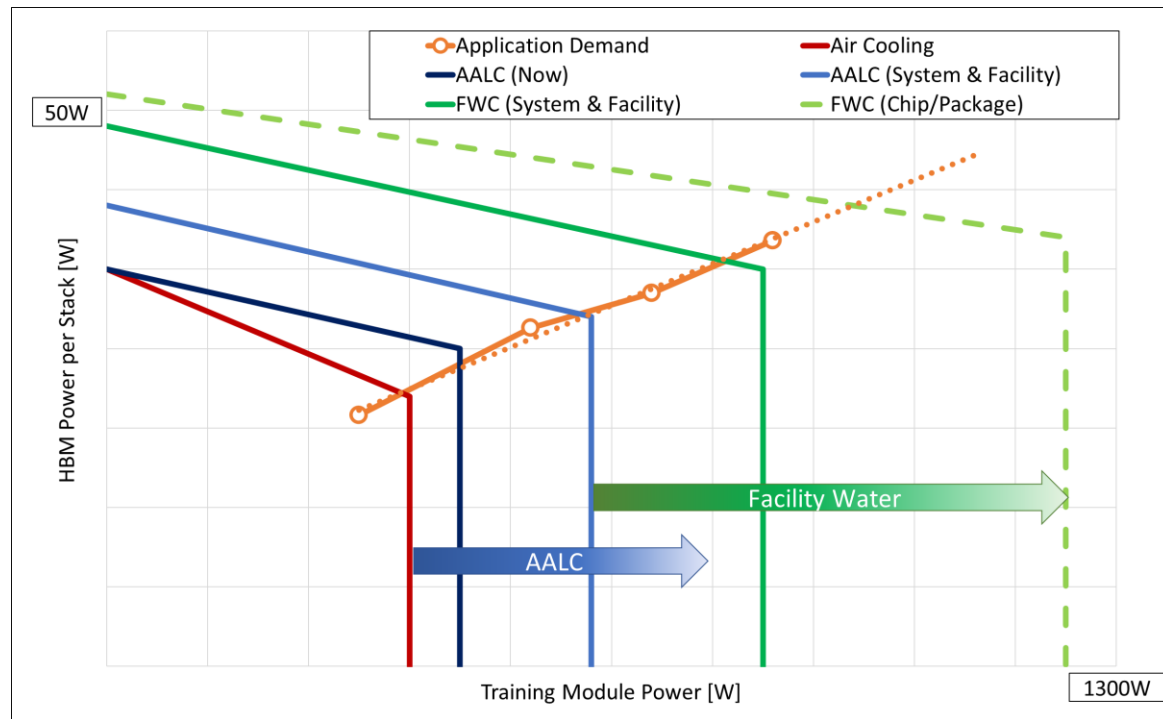 Application Demand
Air Cooling
AALC (Now)
AALC (System & Facility)
FWC (System & Facility)
FWC (Chip/Package)
50W
HBM Power per Stack [W]
Facility Water
AALC
Training Module Power [W]
1300W